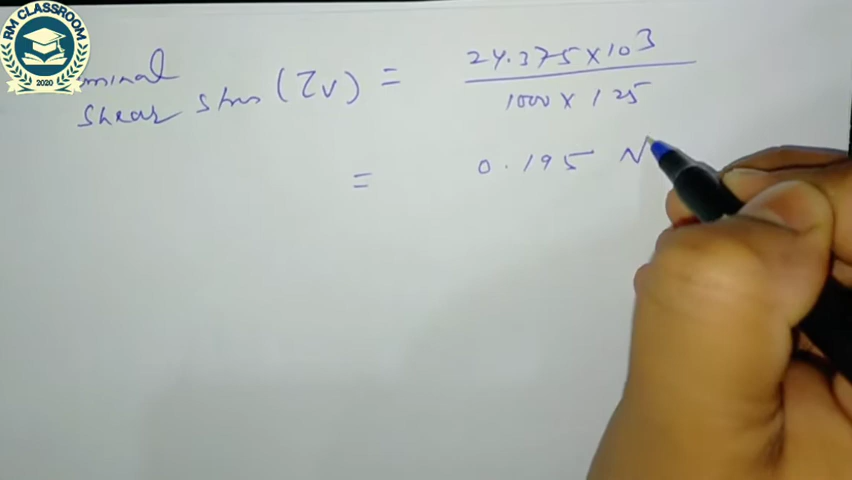 RM CLASSROOM
2020
minal
shear stress (τv) = 24.375 × 10³
1000 × 125
= 0.195 N